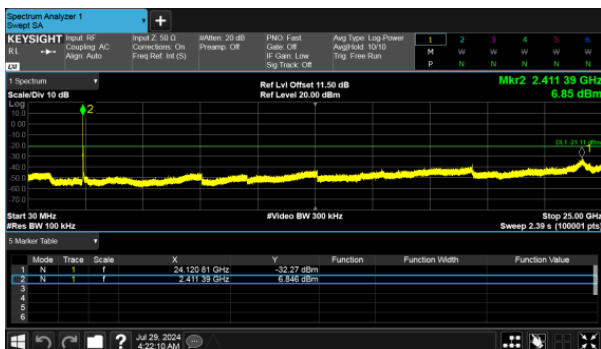 Spectrum Analyzer 1
Swept SA
KEYSIGHT Input: RF Input Z: 50 Ω #Atten: 20 dB PNO: Fast Avg Type: Log-Power 1 2 3 4 5 6
RL Coupling: AC Corrections: On Preamp: Off Gate: Off Avg|Hold: 10/10 M W W W W W
Align: Auto Freq Ref: Int (S) IF Gain: Low Trig: Free Run
Sig Track: Off P N N N N N
LXI
1 Spectrum Ref Lvl Offset 11.50 dB Mkr2 2.411 39 GHz
Scale/Div 10 dB Ref Level 20.00 dBm 6.85 dBm
Log
10.0
0.00
-10.0
-20.0
-30.0
-40.0
-50.0
-60.0
-70.0
2
DL1 -21.11 dBm
1
Start 30 MHz #Video BW 300 kHz Stop 25.00 GHz
#Res BW 100 kHz Sweep 2.39 s (100001 pts)
5 Marker Table
Mode Trace Scale X Y Function Function Width Function Value
1 N 1 f 24.120 81 GHz -32.27 dBm
2 N 1 f 2.411 39 GHz 6.846 dBm
3
4
5
6
? Jul 29, 2024
4:22:10 AM